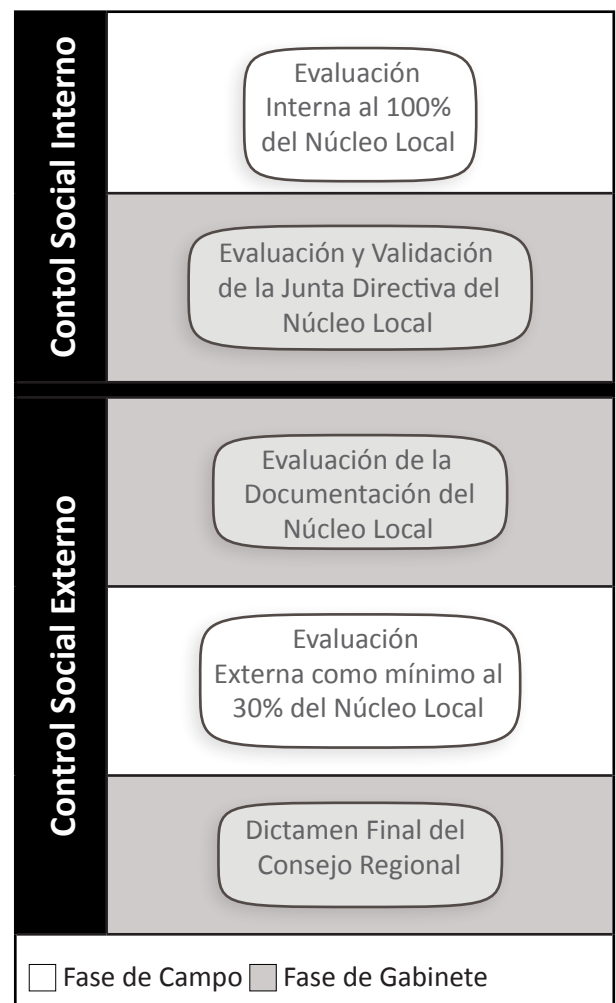 Contol Social Interno
Evaluación
Interna al 100%
del Núcleo Local
Evaluación y Validación
de la Junta Directiva del
Núcleo Local
Control Social Externo
Evaluación de la
Documentación del
Núcleo Local
Evaluación
Externa como mínimo al
30% del Núcleo Local
Dictamen Final del
Consejo Regional
Fase de Campo Fase de Gabinete